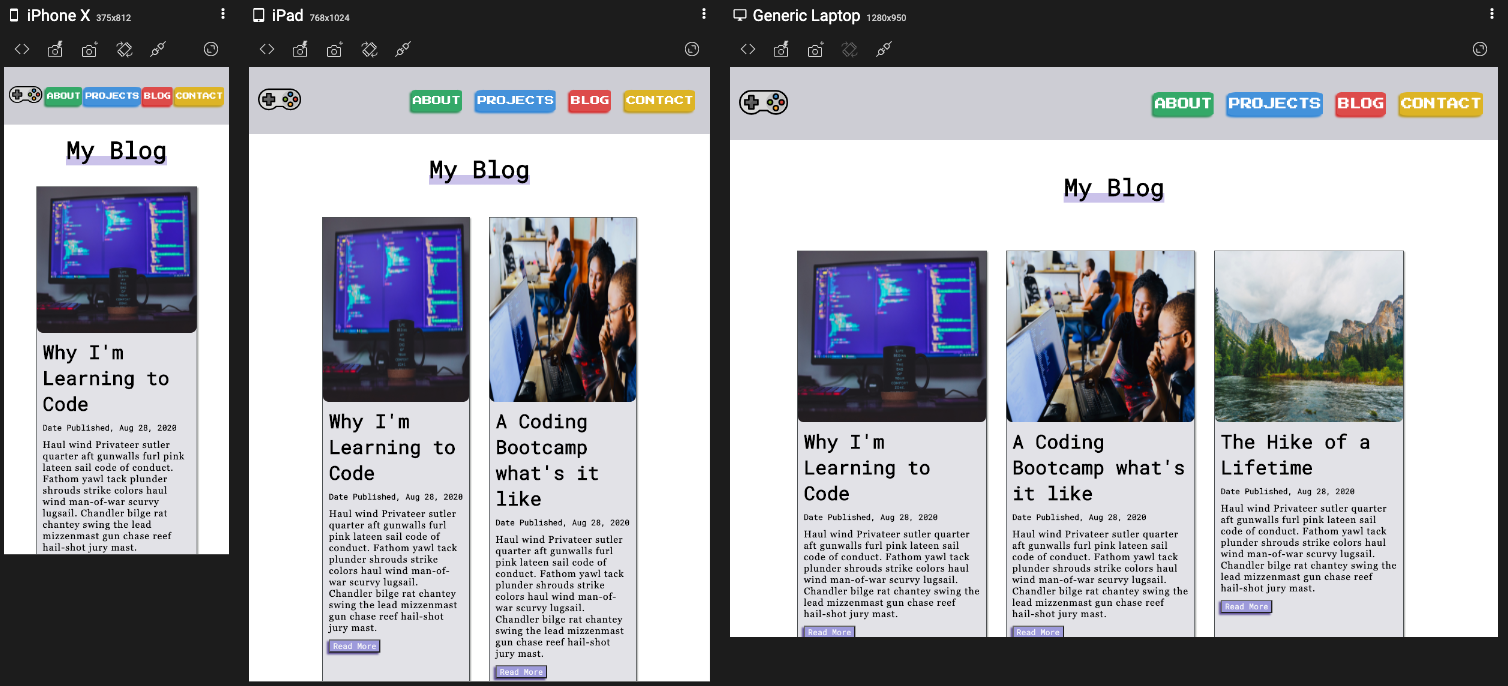 iPhone X 375x812
ABOUT PROJECTS BLOG CONTACT
My Blog
Why I'm
Learning to
Code
Date Published, Aug 28, 2020
Haul wind Privateer sutler
quarter aft gunwalls furl pink
lateen sail code of conduct.
Fathom yawl tack plunder
shrouds strike colors haul
wind man-of-war scurvy
lugsail. Chandler bilge rat
chantey swing the lead
mizzenmast gun chase reef
hail-shot jury mast.
iPad 768x1024
ABOUT PROJECTS BLOG CONTACT
My Blog
Why I'm
Learning to
Code
Date Published, Aug 28, 2020
Haul wind Privateer sutler
quarter aft gunwalls furl
pink lateen sail code of
conduct. Fathom yawl tack
plunder shrouds strike
colors haul wind man-of-
war scurvy lugsail.
Chandler bilge rat chantey
swing the lead mizzenmast
gun chase reef hail-shot
jury mast.
Read More
A Coding
Bootcamp
what's it
like
Date Published, Aug 28, 2020
Haul wind Privateer sutler
quarter aft gunwalls furl
pink lateen sail code of
conduct. Fathom yawl tack
plunder shrouds strike
colors haul wind man-of-
war scurvy lugsail.
Chandler bilge rat chantey
swing the lead mizzenmast
gun chase reef hail-shot
jury mast.
Read More
Generic Laptop 1280x950
ABOUT PROJECTS BLOG CONTACT
My Blog
Why I'm
Learning to
Code
Date Published, Aug 28, 2020
Haul wind Privateer sutler quarter
aft gunwalls furl pink lateen sail
code of conduct. Fathom yawl tack
plunder shrouds strike colors haul
wind man-of-war scurvy lugsail.
Chandler bilge rat chantey swing the
lead mizzenmast gun chase reef
hail-shot jury mast.
Read More
A Coding
Bootcamp what's
it like
Date Published, Aug 28, 2020
Haul wind Privateer sutler quarter
aft gunwalls furl pink lateen sail
code of conduct. Fathom yawl tack
plunder shrouds strike colors haul
wind man-of-war scurvy lugsail.
Chandler bilge rat chantey swing the
lead mizzenmast gun chase reef
hail-shot jury mast.
Read More
The Hike of a
Lifetime
Date Published, Aug 28, 2020
Haul wind Privateer sutler quarter
aft gunwalls furl pink lateen sail
code of conduct. Fathom yawl tack
plunder shrouds strike colors haul
wind man-of-war scurvy lugsail.
Chandler bilge rat chantey swing the
lead mizzenmast gun chase reef
hail-shot jury mast.
Read More